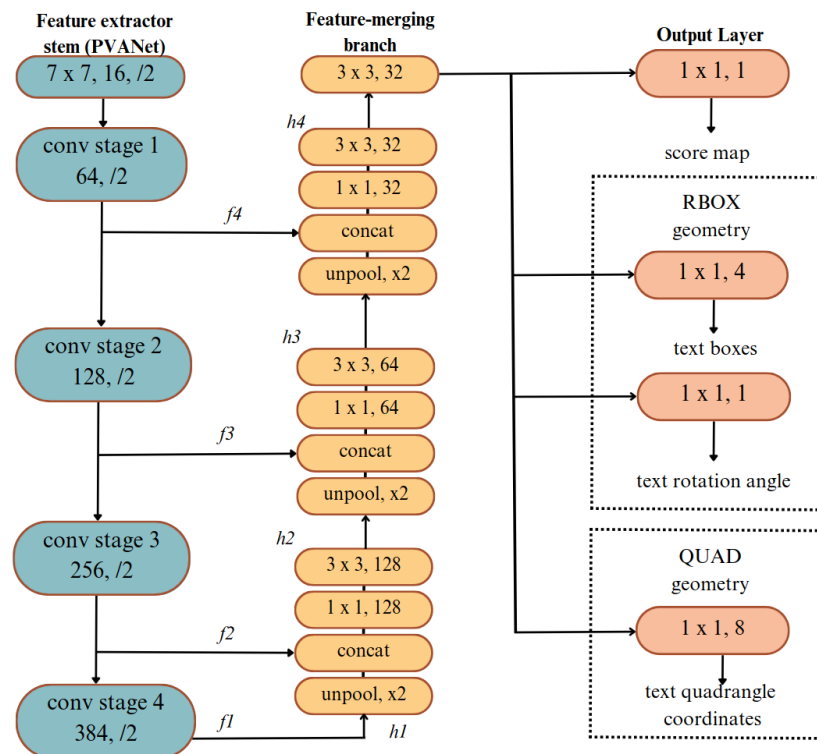 Feature extractor
stem (PVANet)
7 x 7, 16, /2
conv stage 1
64, /2
conv stage 2
128, /2
conv stage 3
256, /2
conv stage 4
384, /2
f4
f3
f2
f1
Feature-merging
branch
3 x 3, 32
h4
3 x 3, 32
1 x 1, 32
concat
unpool, x2
h3
3 x 3, 64
1 x 1, 64
concat
unpool, x2
h2
3 x 3, 128
1 x 1, 128
concat
unpool, x2
h1
Output Layer
1 x 1, 1
score map
RBOX
geometry
1 x 1, 4
text boxes
1 x 1, 1
text rotation angle
QUAD
geometry
1 x 1, 8
text quadrangle
coordinates